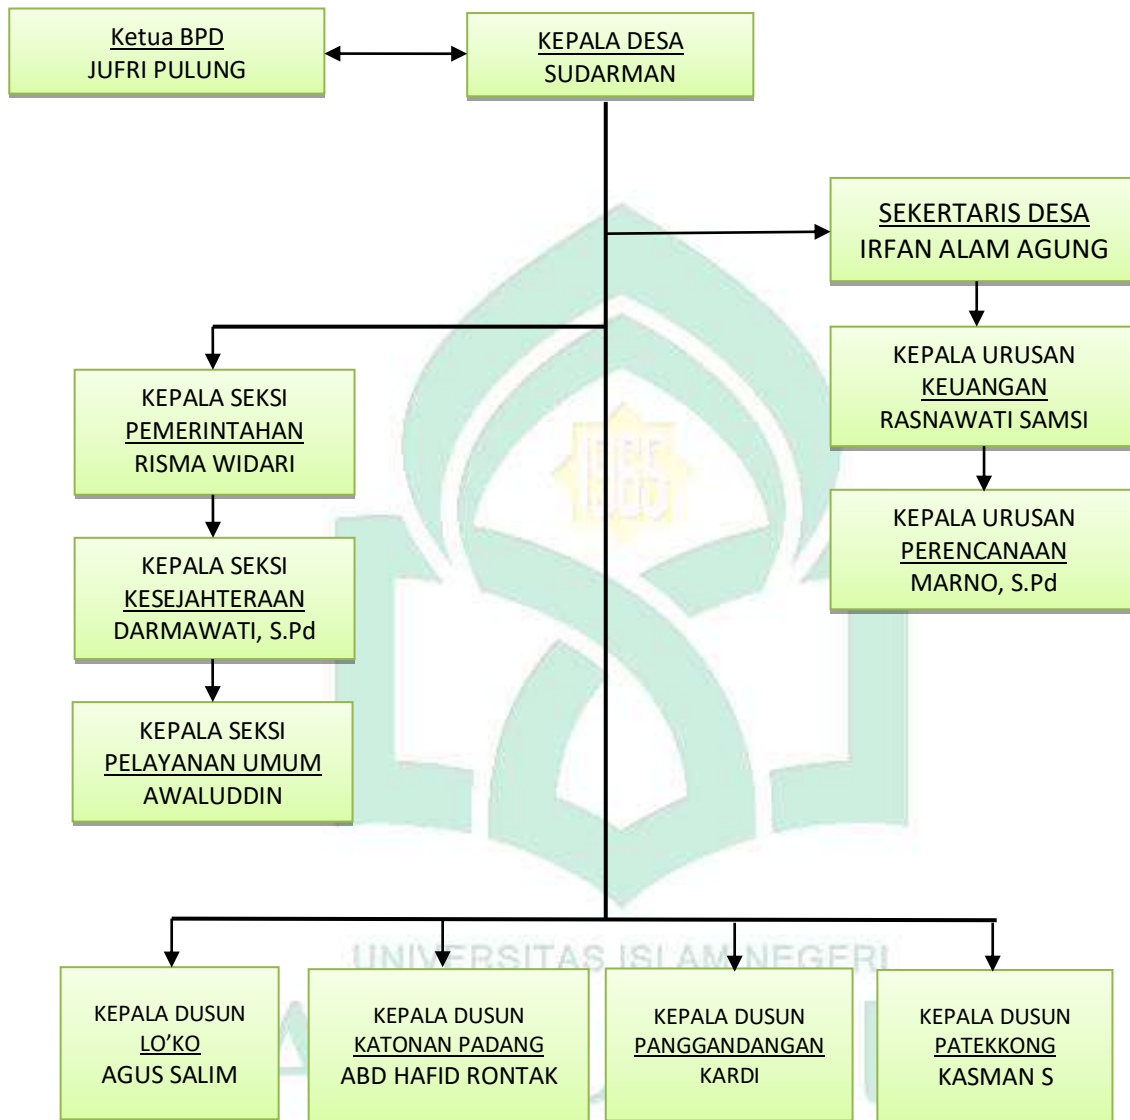 Ketua BPD
JUFRI PULUNG
KEPALA DESA
SUDARMAN
SEKERTARIS DESA
IRFAN ALAM AGUNG
KEPALA URUSAN
KEUANGAN
RASNAWATI SAMSI
KEPALA URUSAN
PERENCANAAN
MARNO, S.Pd
KEPALA SEKSI
PEMERINTAHAN
RISMA WIDARI
KEPALA SEKSI
KESEJAHTERAAN
DARMAWATI, S.Pd
KEPALA SEKSI
PELAYANAN UMUM
AWALUDDIN
1965
UNIVERSITAS ISLAM NEGERI
KEPALA DUSUN
LO’KO
AGUS SALIM
KEPALA DUSUN
KATONAN PADANG
ABD HAFID RONTAK
KEPALA DUSUN
PANGGANDANGAN
KARDI
KEPALA DUSUN
PATEKKONG
KASMAN S